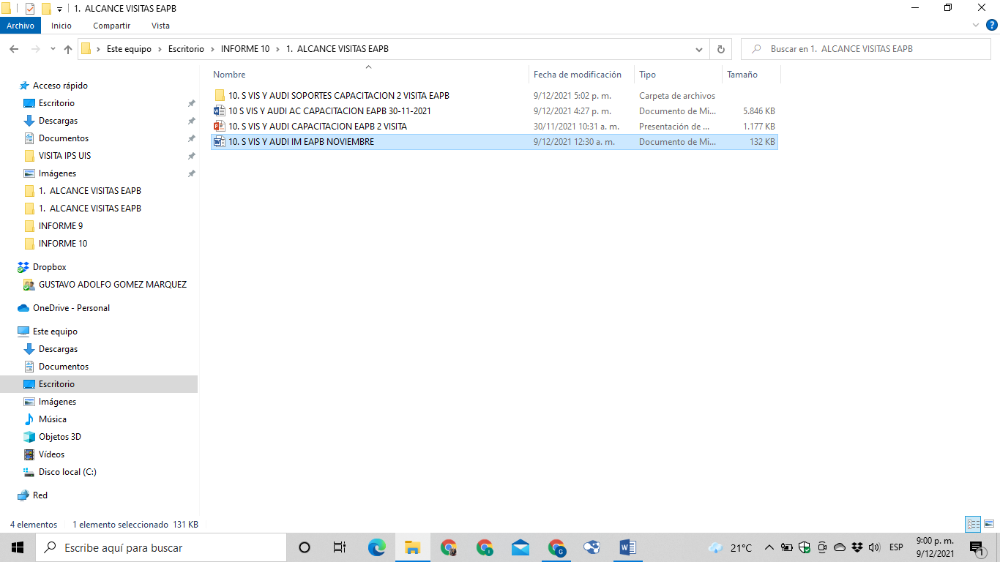 1.  ALCANCE VISITAS EAPB
Archivo Inicio Compartir Vista
Este equipo Escritorio INFORME 10 1.  ALCANCE VISITAS EAPB
Buscar en 1.  ALCANCE VISITAS EAPB
Nombre Fecha de modificación Tipo Tamaño
10. S VIS Y AUDI SOPORTES CAPACITACION 2 VISITA EAPB 9/12/2021 5:02 p. m. Carpeta de archivos
10 S VIS Y AUDI AC CAPACITACION EAPB 30-11-2021 9/12/2021 4:27 p. m. Documento de Mi... 5.846 KB
10. S VIS Y AUDI CAPACITACION EAPB 2 VISITA 30/11/2021 10:31 a. m. Presentación de ... 1.177 KB
10. S VIS Y AUDI IM EAPB NOVIEMBRE 9/12/2021 12:30 a. m. Documento de Mi... 132 KB
Acceso rápido
Escritorio
Descargas
Documentos
VISITA IPS UIS
Imágenes
1.  ALCANCE VISITAS EAPB
1.  ALCANCE VISITAS EAPB
INFORME 9
INFORME 10
Dropbox
GUSTAVO ADOLFO GOMEZ MARQUEZ
OneDrive - Personal
Este equipo
Descargas
Documentos
Escritorio
Imágenes
Música
Objetos 3D
Vídeos
Disco local (C:)
Red
4 elementos 1 elemento seleccionado  131 KB
Escribe aquí para buscar
21°C ESP 9:00 p. m.
9/12/2021 1